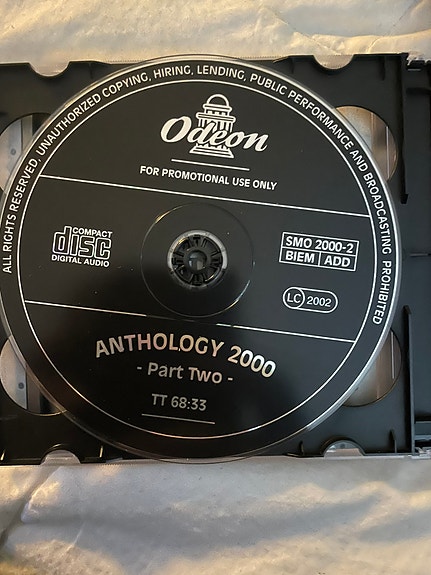 ALL RIGHTS RESERVED, UNAUTHORIZED COPYING, HIRING, LENDING, PUBLIC PERFORMANCE AND BROADCASTING PROHIBITED
Odeon
FOR PROMOTIONAL USE ONLY
COMPACT
disc
DIGITAL AUDIO
SMO 2000-2
BIEM ADD
LC 2002
ANTHOLOGY 2000
- Part Two -
TT 68:33